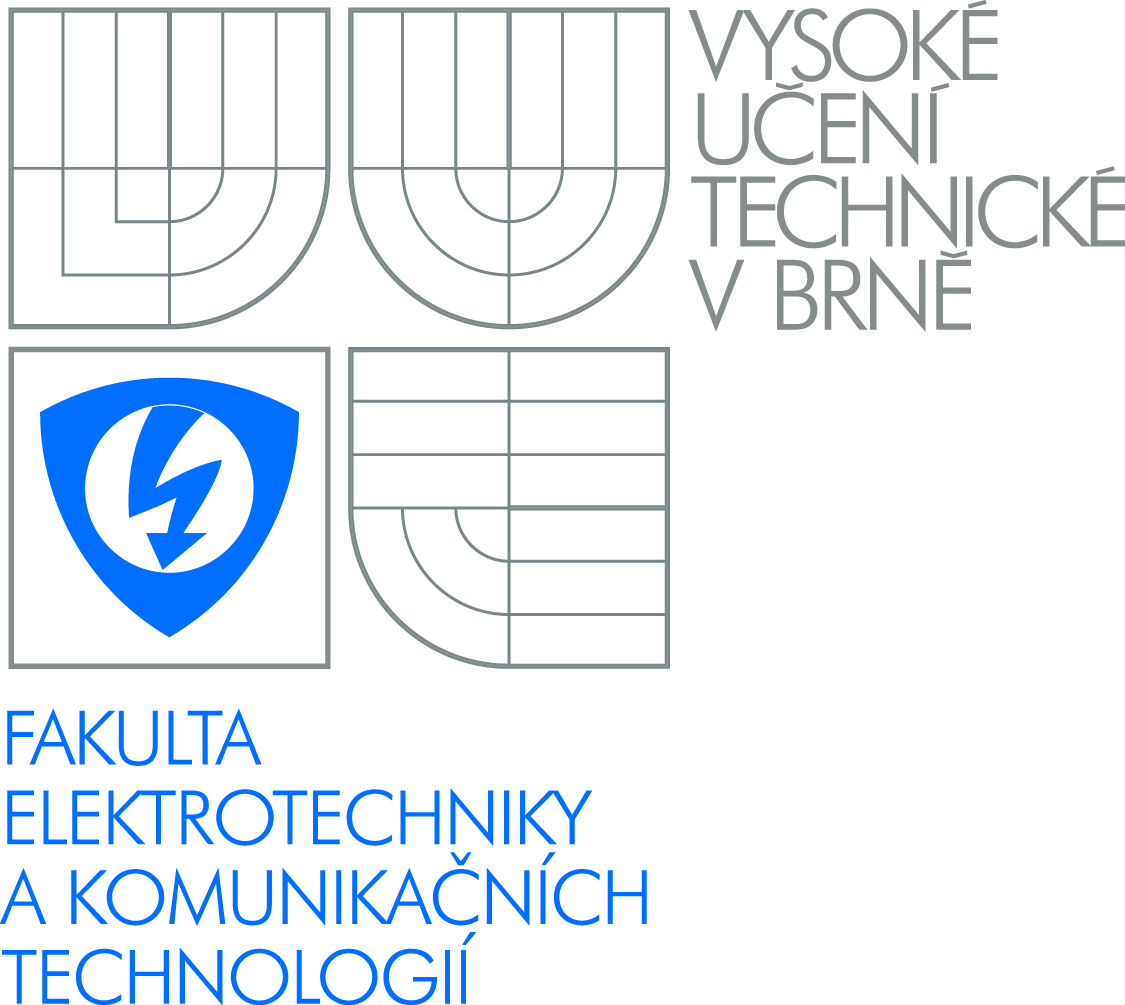 VYSOKÉ
UČENÍ
TECHNICKÉ
V BRNĚ
FAKULTA
ELEKTROTECHNIKY
A KOMUNIKAČNÍCH
TECHNOLOGIÍ